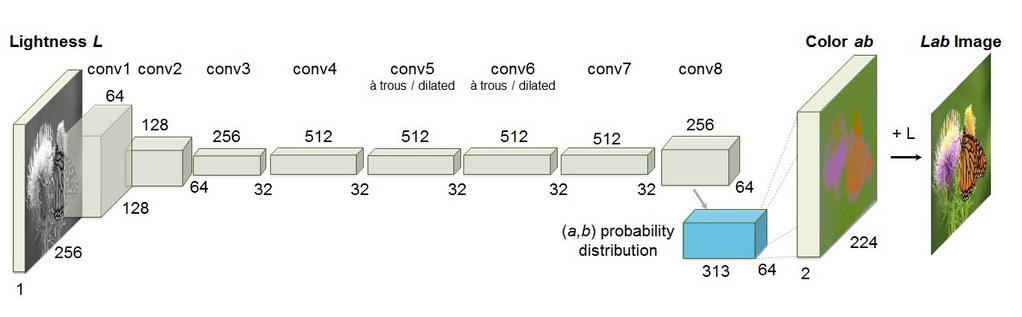 Lightness L
Color ab
Lab Image
conv1
conv2
conv3
conv4
conv5
à trous / dilated
conv6
à trous / dilated
conv7
conv8
64
128
256
512
512
512
512
256
+ L
128
64
32
32
32
32
32
64
256
1
(a,b) probability
distribution
313
64
2
224